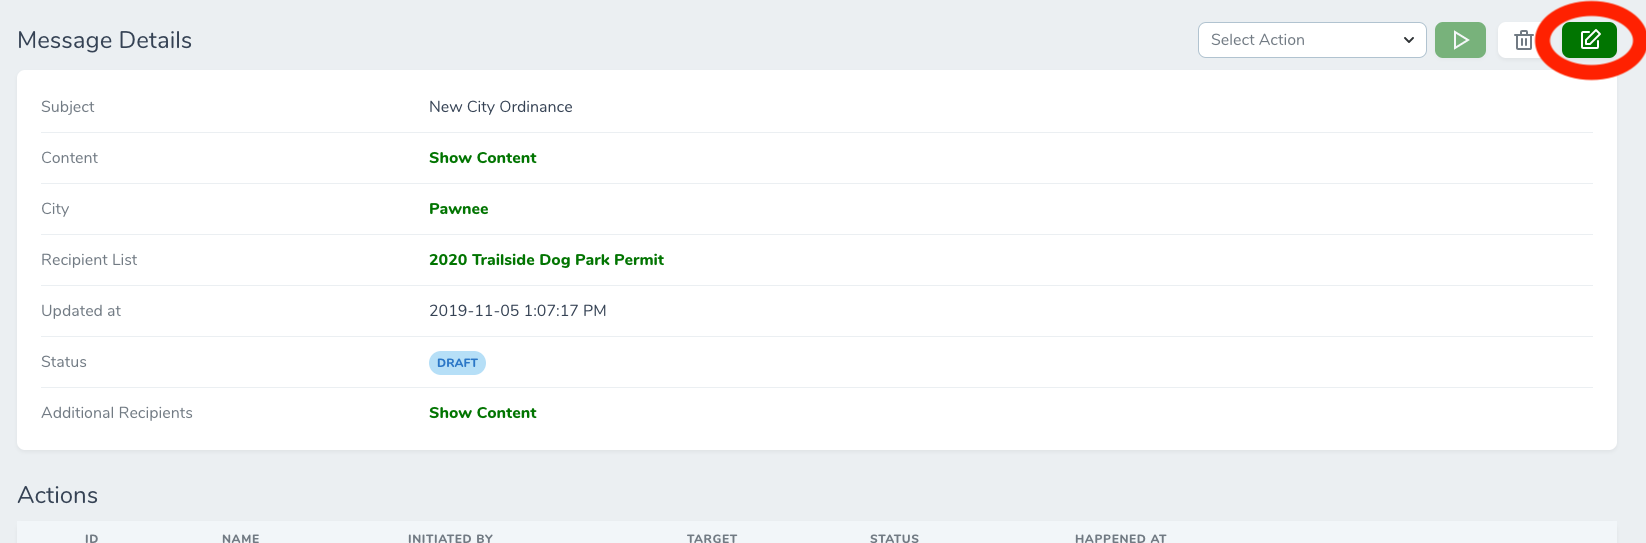 Message Details
Select Action
Subject New City Ordinance
Content Show Content
City Pawnee
Recipient List 2020 Trailside Dog Park Permit
Updated at 2019-11-05 1:07:17 PM
Status DRAFT
Additional Recipients Show Content
Actions
ID NAME INITIATED BY TARGET STATUS HAPPENED AT